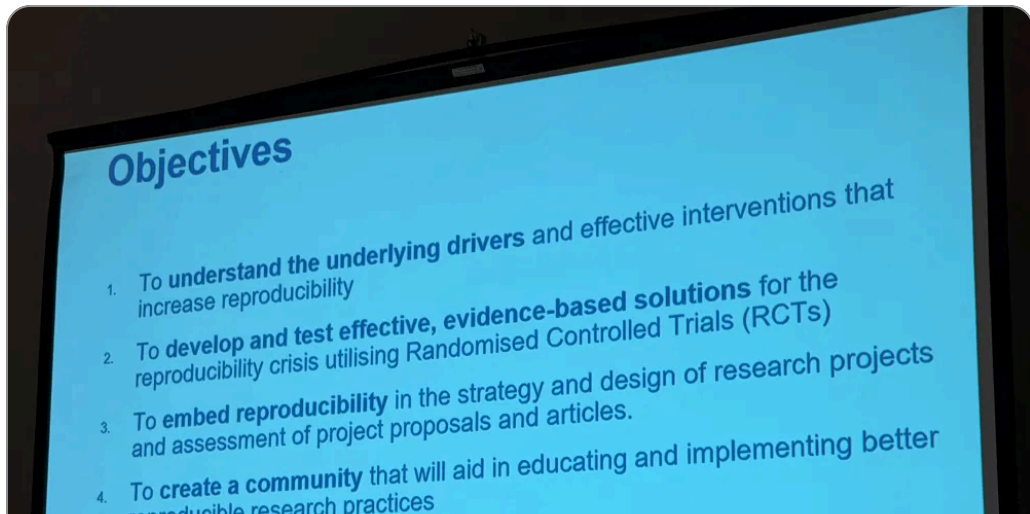 Objectives
1. To understand the underlying drivers and effective interventions that
increase reproducibility
2. To develop and test effective, evidence-based solutions for the
reproducibility crisis utilising Randomised Controlled Trials (RCTs)
3. To embed reproducibility in the strategy and design of research projects
and assessment of project proposals and articles.
4. To create a community that will aid in educating and implementing better
reproducible research practices